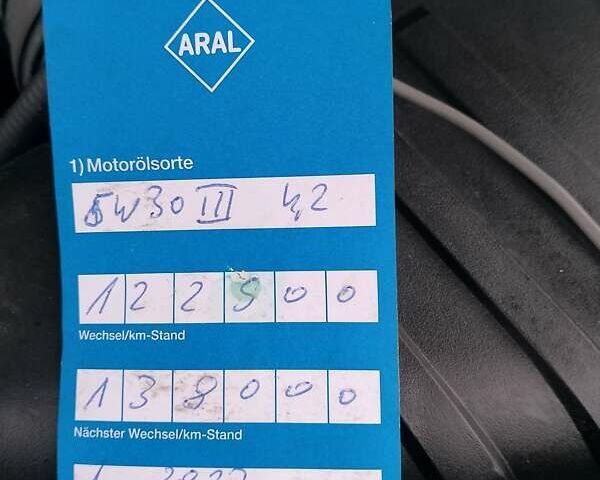 ARAL
1) Motorölsorte
5W30 III 4,2
122900
Wechsel/km-Stand
138000
Nächster Wechsel/km-Stand